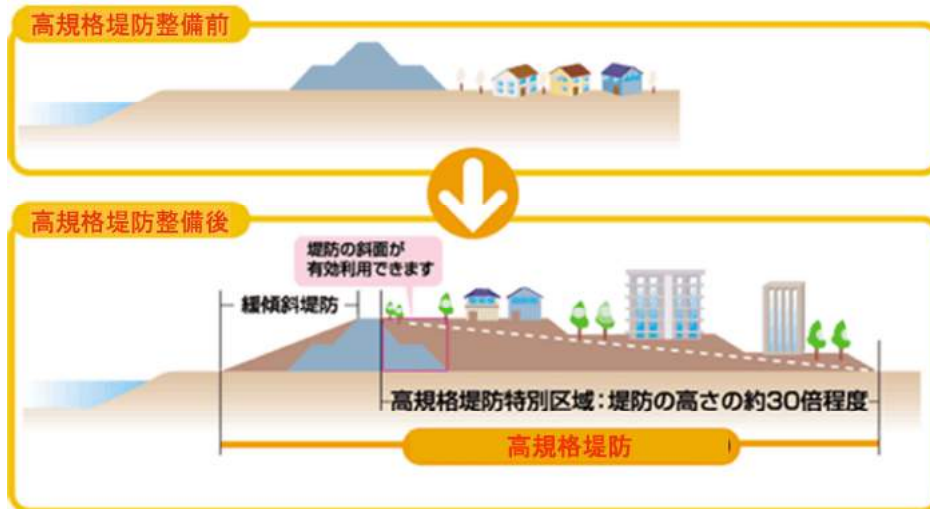 高規格堤防整備前
高規格堤防整備後
堤防の斜面が
有効利用できます
緩傾斜堤防
高規格堤防特別区域：堤防の高さの約30倍程度
高規格堤防